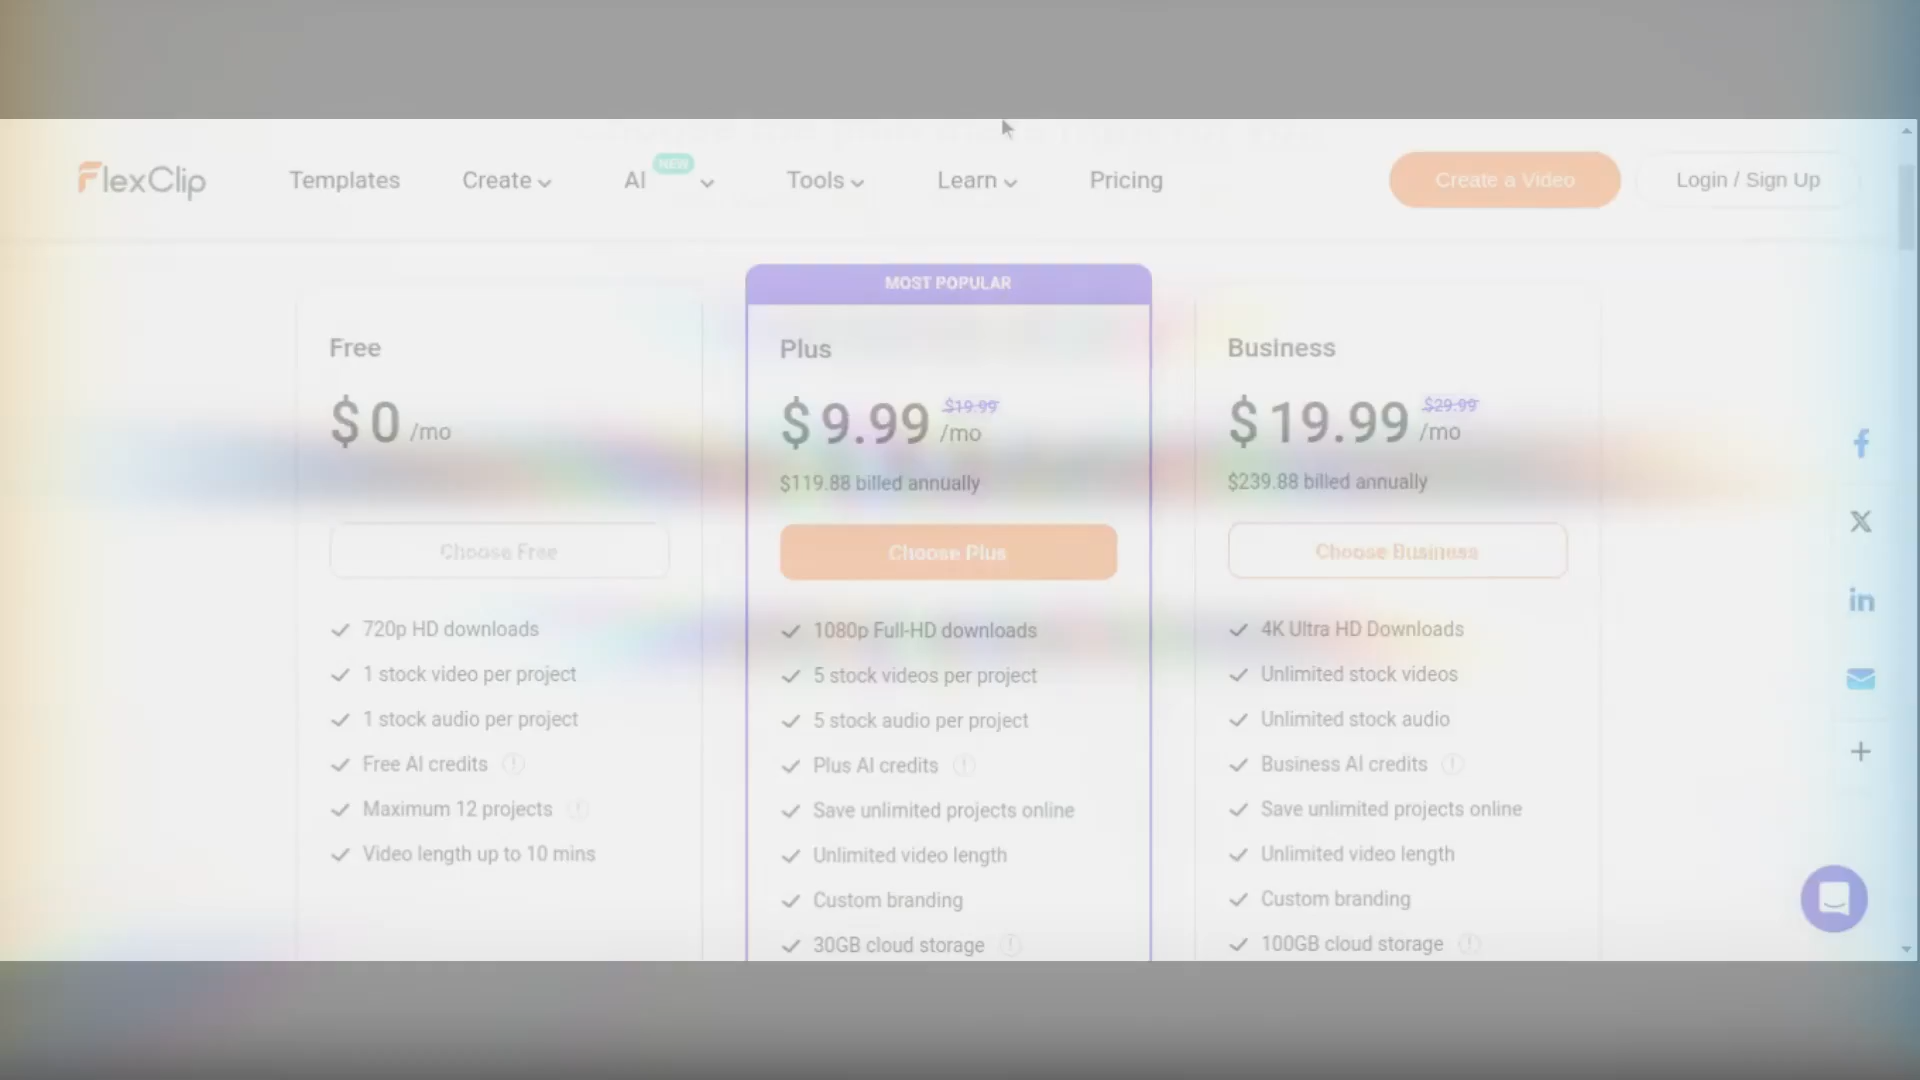 FlexClip
Templates
Create
AI
NEW
Tools
Learn
Pricing
Create a Video
Login / Sign Up
Free
$ 0 /mo
Choose Free
720p HD downloads
1 stock video per project
1 stock audio per project
Free AI credits
Maximum 12 projects
Video length up to 10 mins
MOST POPULAR
Plus
$ 9.99 $19.99 /mo
$119.88 billed annually
Choose Plus
1080p Full-HD downloads
5 stock videos per project
5 stock audio per project
Plus AI credits
Save unlimited projects online
Unlimited video length
Custom branding
30GB cloud storage
Business
$ 19.99 $29.99 /mo
$239.88 billed annually
Choose Business
4K Ultra HD Downloads
Unlimited stock videos
Unlimited stock audio
Business AI credits
Save unlimited projects online
Unlimited video length
Custom branding
100GB cloud storage